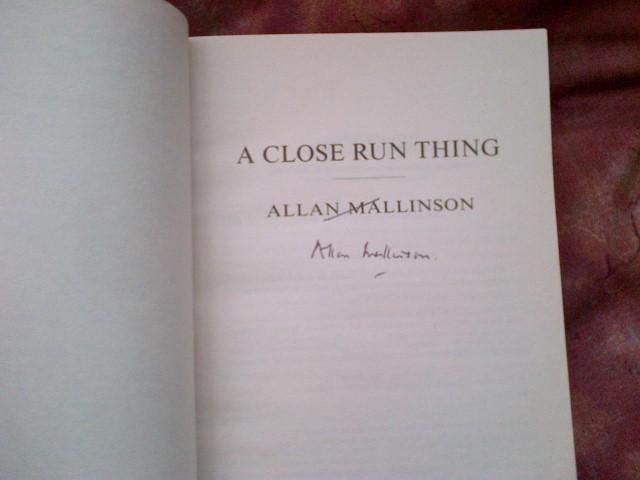 A CLOSE RUN THING
ALLAN MALLINSON
Allan Mallinson.